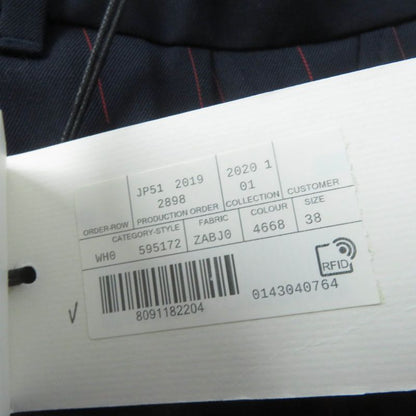 JP51 2019
2898
2020 1
01
ORDER-ROW PRODUCTION ORDER COLLECTION CUSTOMER
CATEGORY-STYLE FABRIC COLOUR SIZE
WH0 595172 ZABJ0 4668 38
RFID
8091182204
0143040764